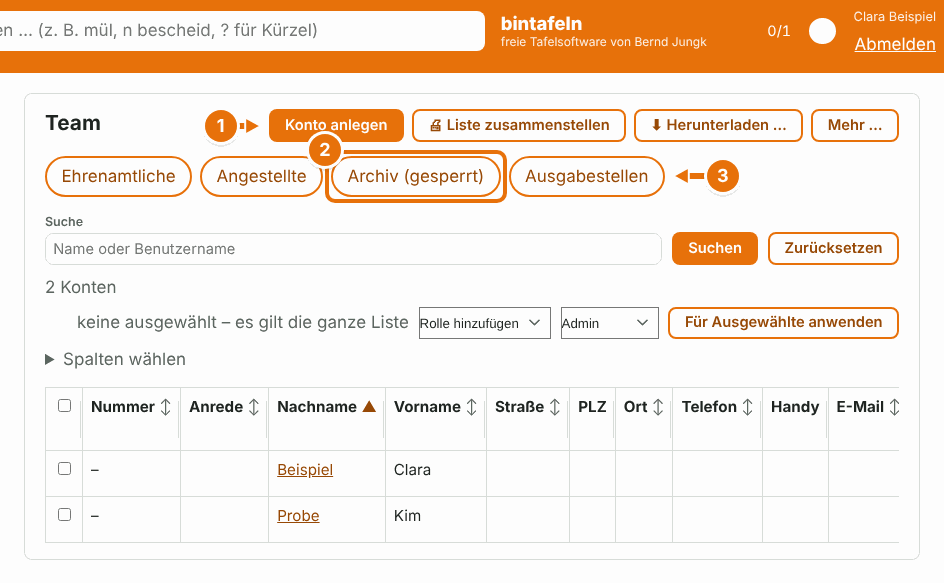 en ... (z. B. mül, n bescheid, ? für Kürzel)
bintafeln
freie Tafelsoftware von Bernd Jungk
0/1
Clara Beispiel
Abmelden
Team
1
Konto anlegen
Liste zusammenstellen
Herunterladen ...
Mehr ...
2
Ehrenamtliche
Angestellte
Archiv (gesperrt)
Ausgabestellen
3
Suche
Name oder Benutzername
Suchen
Zurücksetzen
2 Konten
keine ausgewählt – es gilt die ganze Liste
Rolle hinzufügen
Admin
Für Ausgewählte anwenden
Spalten wählen
Nummer Anrede Nachname Vorname Straße PLZ Ort Telefon Handy E-Mail
– Beispiel Clara
– Probe Kim